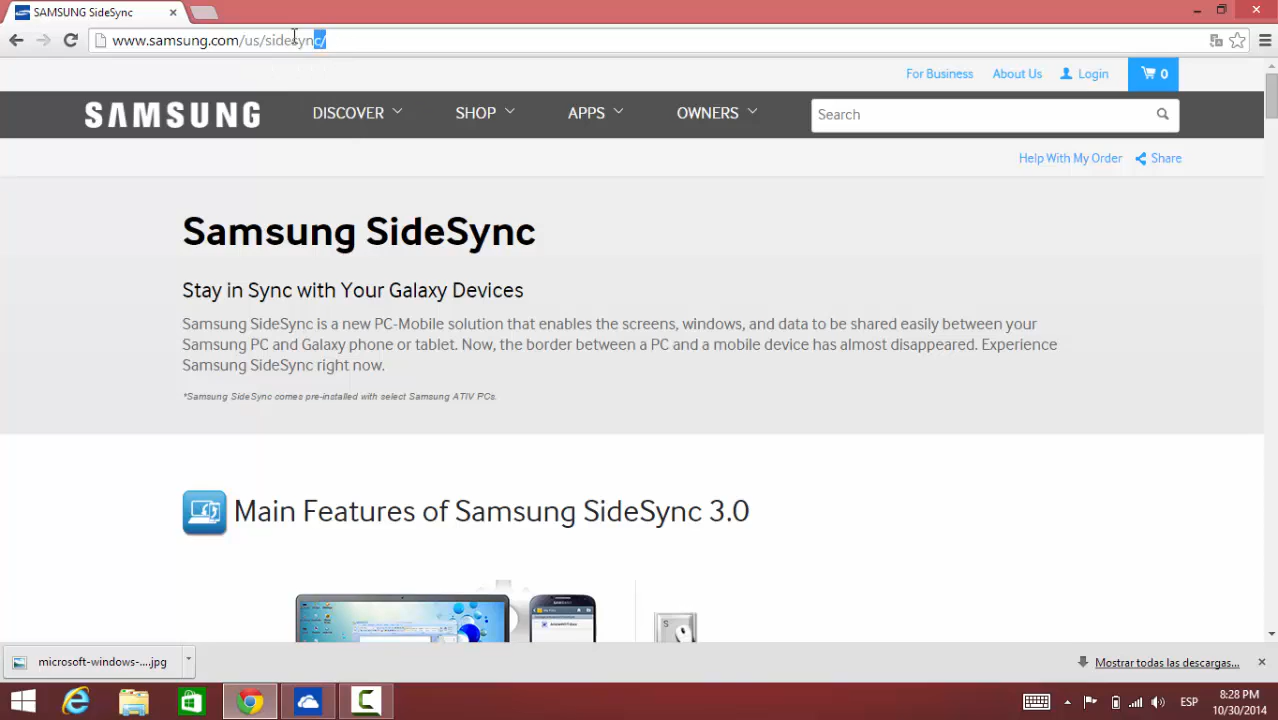 SAMSUNG SideSync
www.samsung.com/us/sidesync/
For Business About Us Login 0
SAMSUNG DISCOVER SHOP APPS OWNERS Search
Help With My Order Share
Samsung SideSync
Stay in Sync with Your Galaxy Devices
Samsung SideSync is a new PC-Mobile solution that enables the screens, windows, and data to be shared easily between your
Samsung PC and Galaxy phone or tablet. Now, the border between a PC and a mobile device has almost disappeared. Experience
Samsung SideSync right now.
*Samsung SideSync comes pre-installed with select Samsung ATIV PCs.
Main Features of Samsung SideSync 3.0
S
microsoft-windows-...jpg Mostrar todas las descargas...
ESP 8:28 PM
10/30/2014